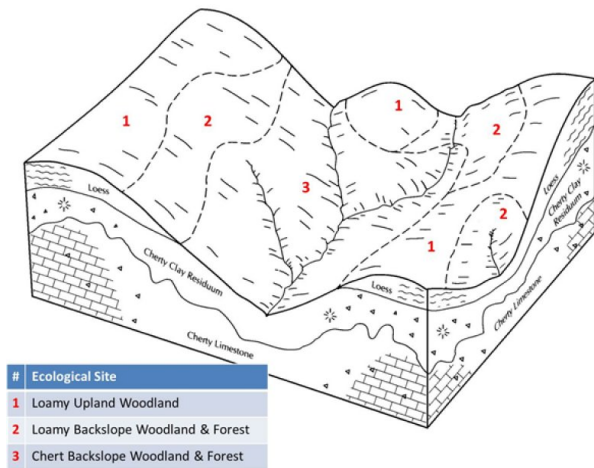 1
2
1
2
3
2
1
Loess
Loess
Loess
Cherty Clay
Residuum
Cherty Clay Residuum
Cherty Limestone
Cherty Limestone
# Ecological Site
1 Loamy Upland Woodland
2 Loamy Backslope Woodland & Forest
3 Chert Backslope Woodland & Forest